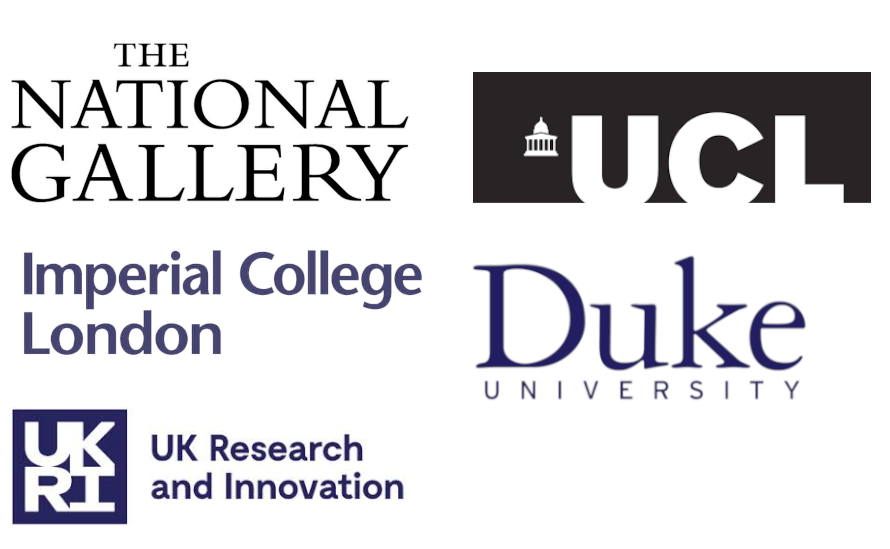 THE
NATIONAL
GALLERY
UCL
Imperial College
London
Duke
UNIVERSITY
UK
RI
UK Research
and Innovation